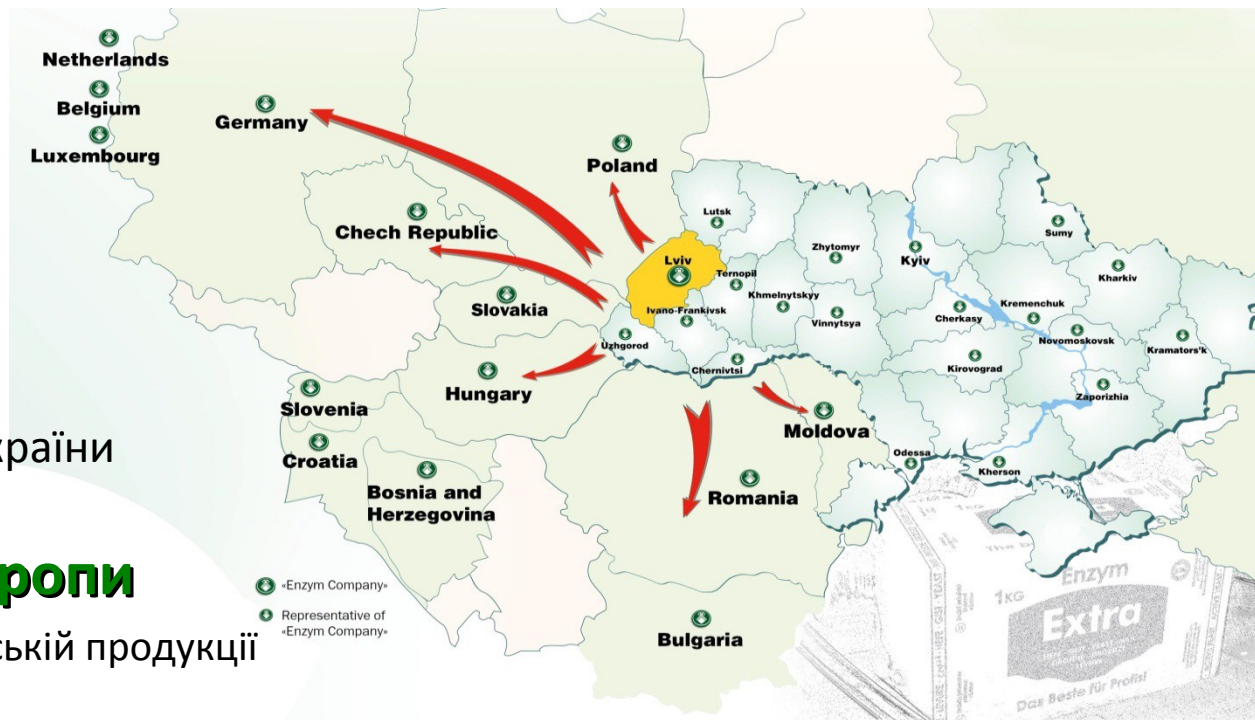 Netherlands
Belgium
Luxembourg
Germany
Poland
Chech Republic
Slovakia
Hungary
Slovenia
Croatia
Bosnia and
Herzegovina
Lviv
Lutsk
Ternopil
Zhytomyr
Kyiv
Sumy
Kharkiv
Khmelnytskyy
Ivano-Frankivsk
Vinnytsya
Cherkasy
Kremenchuk
Novomoskovsk
Kramators'k
Uzhgorod
Chernivtsi
Kirovograd
Zaporizhia
Moldova
Odessa
Kherson
Romania
Bulgaria
країни
ропи
ській продукції
«Enzym Company»
Representative of
«Enzym Company»
Enzym
1KG
Extra
Das Beste für Profis!